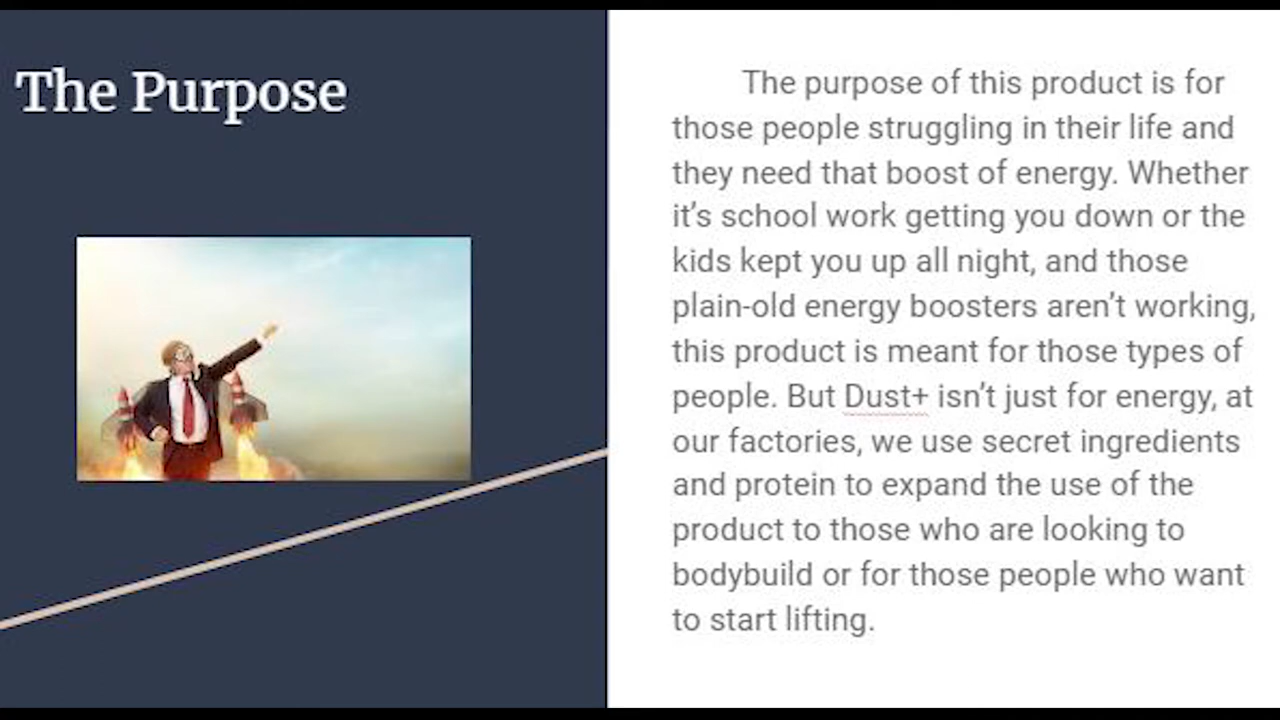 The Purpose
The purpose of this product is for
those people struggling in their life and
they need that boost of energy. Whether
it’s school work getting you down or the
kids kept you up all night, and those
plain-old energy boosters aren’t working,
this product is meant for those types of
people. But Dust+ isn’t just for energy, at
our factories, we use secret ingredients
and protein to expand the use of the
product to those who are looking to
bodybuild or for those people who want
to start lifting.